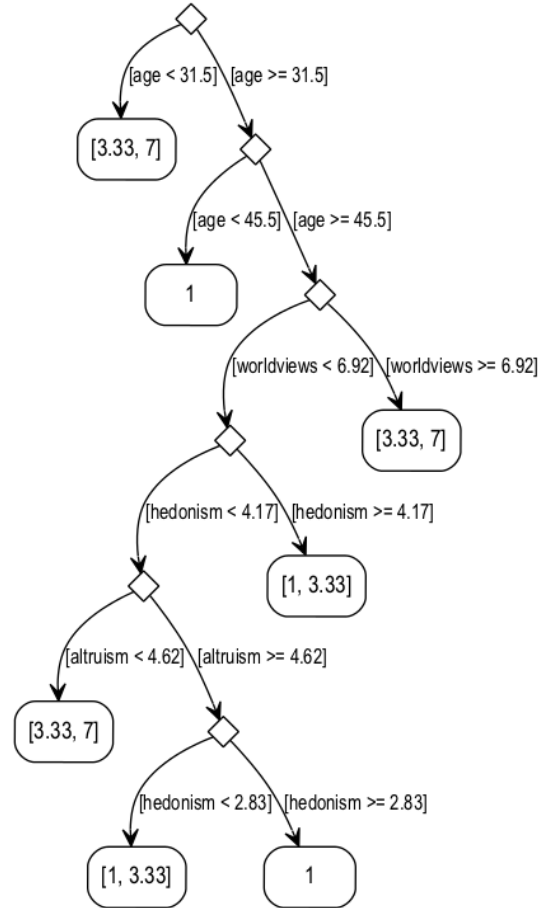 [age < 31.5] [age >= 31.5]
[3.33, 7]
[age < 45.5] [age >= 45.5]
1
[worldviews < 6.92] [worldviews >= 6.92]
[3.33, 7]
[hedonism < 4.17] [hedonism >= 4.17]
[1, 3.33]
[altruism < 4.62] [altruism >= 4.62]
[3.33, 7]
[hedonism < 2.83] [hedonism >= 2.83]
[1, 3.33] 1